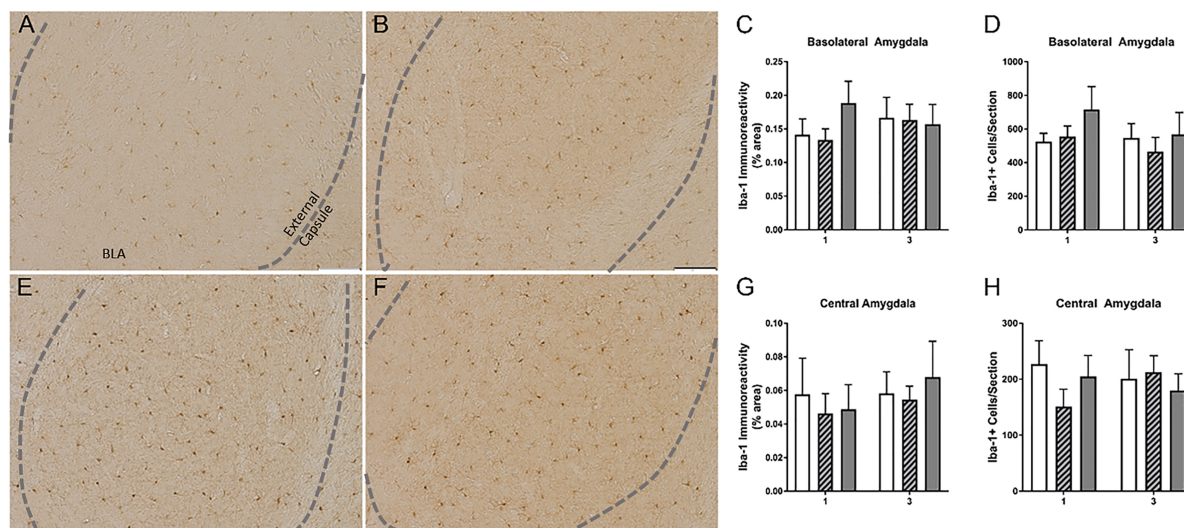 A
External
Capsule
BLA
B
C
Basolateral Amygdala
Iba-1 Immunoreactivity
(% area)
0.25
0.20
0.15
0.10
0.05
0.00
1 3
D
Basolateral Amygdala
Iba-1+ Cells/Section
1000
800
600
400
200
0
1 3
E
F
G
Central Amygdala
Iba-1 Immunoreactivity
(% area)
0.10
0.08
0.06
0.04
0.02
0.00
1 3
H
Central Amygdala
Iba-1+ Cells/Section
300
200
100
0
1 3